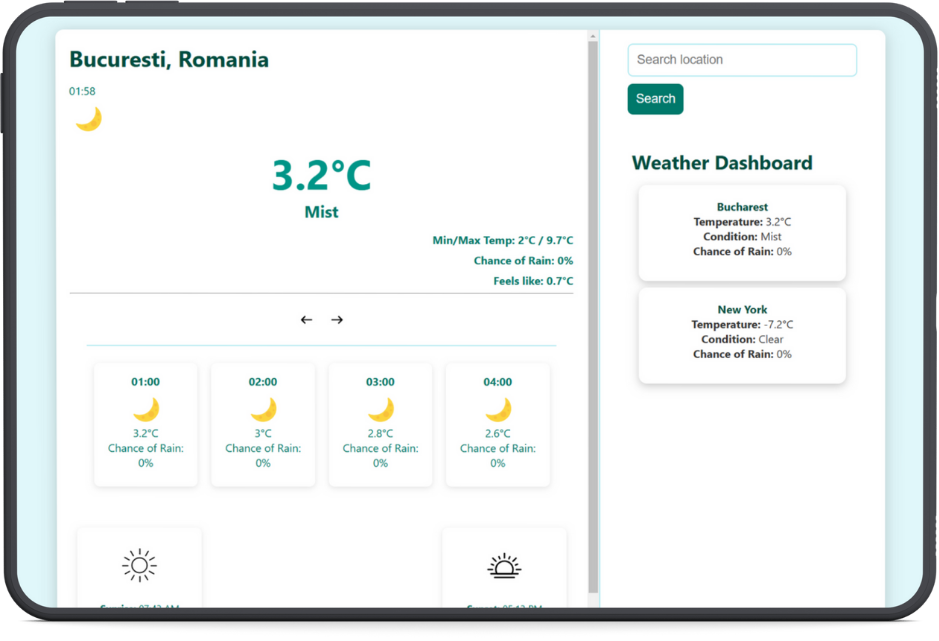 Bucuresti, Romania
01:58
3.2°C
Mist
Min/Max Temp: 2°C / 9.7°C
Chance of Rain: 0%
Feels like: 0.7°C
01:00
3.2°C
Chance of Rain:
0%
02:00
3°C
Chance of Rain:
0%
03:00
2.8°C
Chance of Rain:
0%
04:00
2.6°C
Chance of Rain:
0%
Search location
Search
Weather Dashboard
Bucharest
Temperature: 3.2°C
Condition: Mist
Chance of Rain: 0%
New York
Temperature: -7.2°C
Condition: Clear
Chance of Rain: 0%